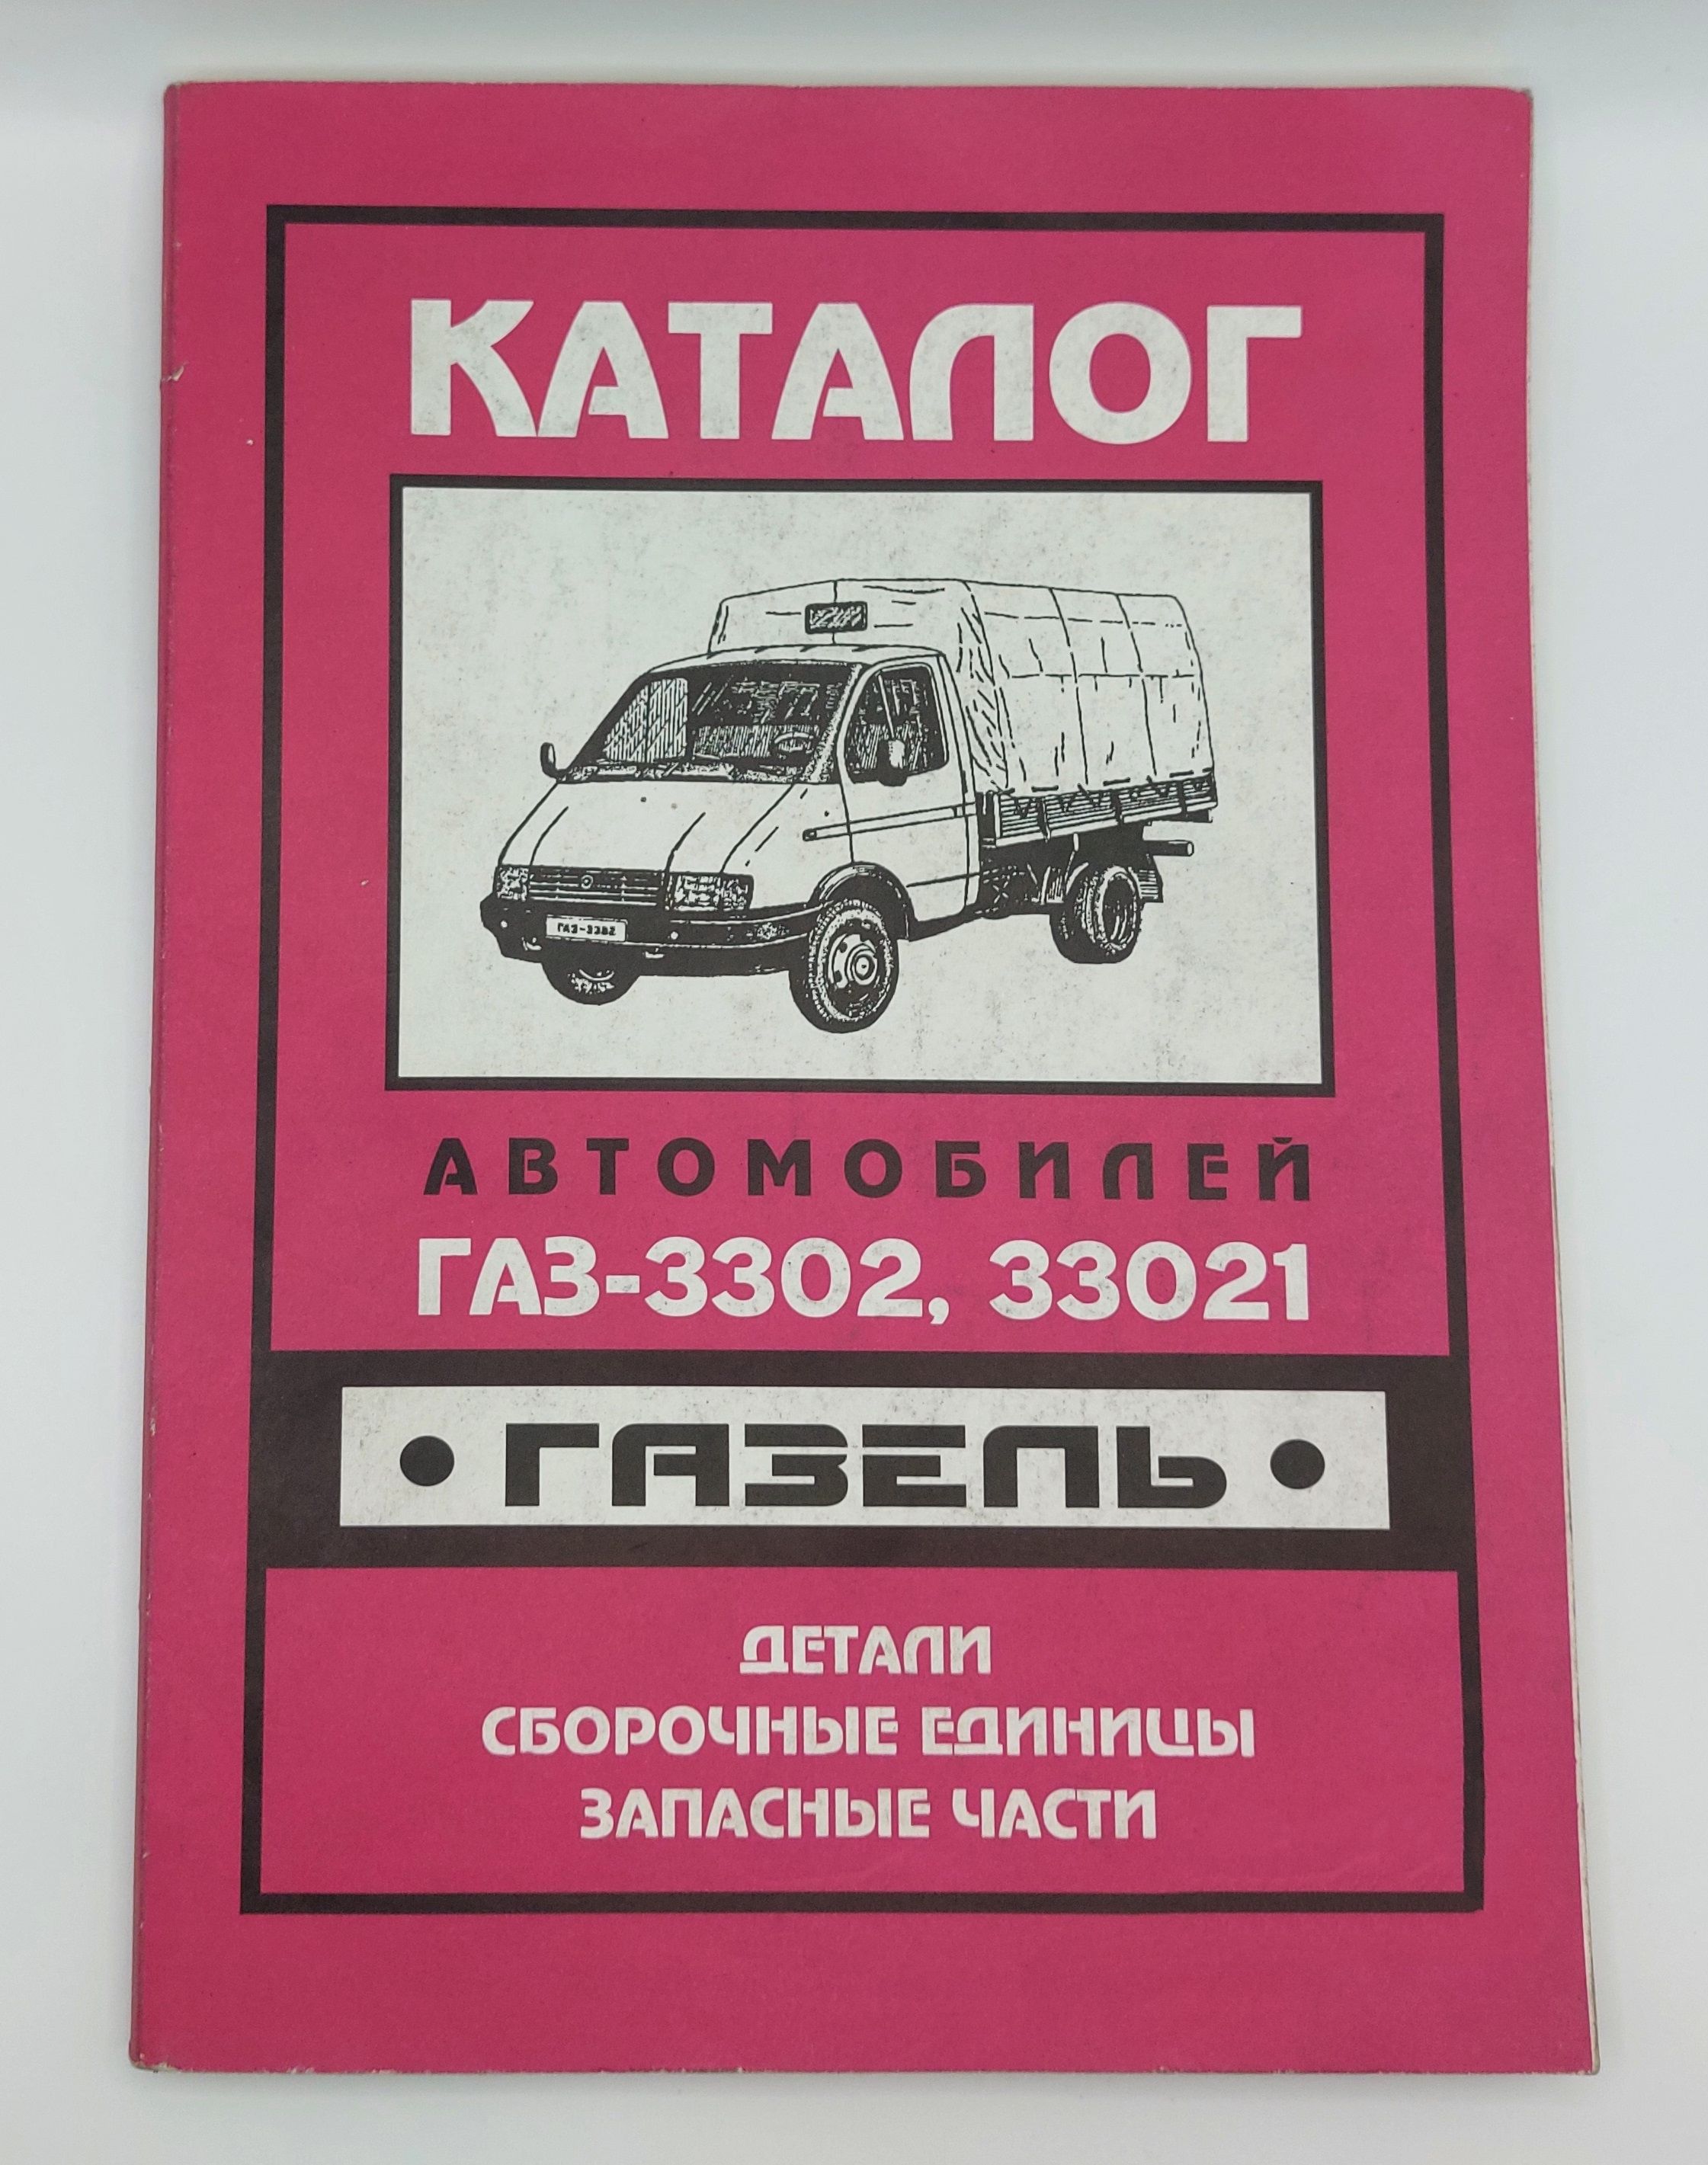 КАТАЛОГ
ГАЗ-3302
АВТОМОБИЛЕЙ
ГАЗ-3302, 33021
• ГАЗЕЛЬ •
ДЕТАЛИ
СБОРОЧНЫЕ ЕДИНИЦЫ
ЗАПАСНЫЕ ЧАСТИ